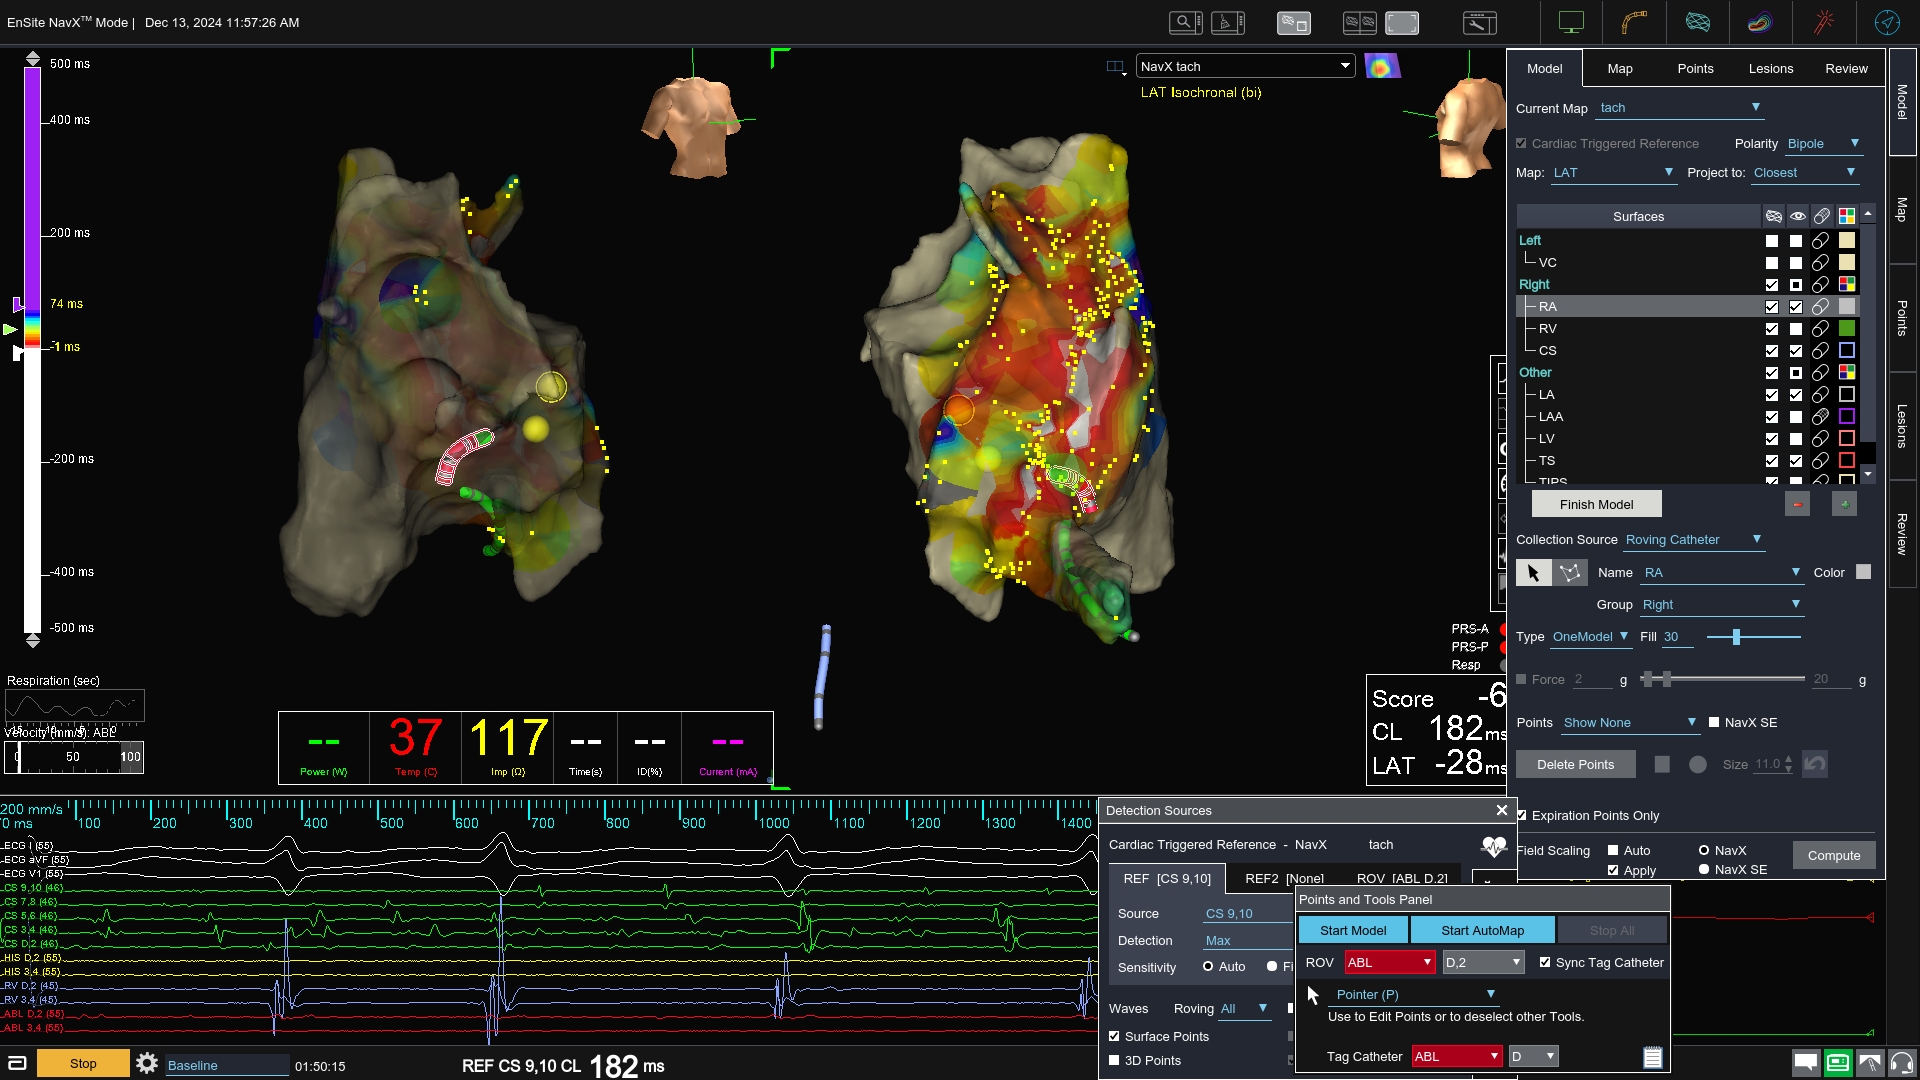 EnSite NavX™ Mode | Dec 13, 2024 11:57:26 AM
500 ms
400 ms
200 ms
74 ms
-1 ms
-200 ms
-400 ms
-500 ms
NavX tach
LAT Isochronal (bi)
Respiration (sec)
Velocity (mm/s): ABL
0 50 100
-- 37 117 -- -- --
Power (W) Temp (C) Imp (Ω) Time(s) ID(%) Current (mA)
PRS-A
PRS-P
Resp
Score -6
CL 182 ms
LAT -28 ms
Model Map Points Lesions Review
Current Map tach
Cardiac Triggered Reference Polarity Bipole
Map: LAT Project to: Closest
Surfaces
Left
VC
Right
RA
RV
CS
Other
LA
LAA
LV
TS
TIPS
Finish Model
Collection Source Roving Catheter
Name RA Color
Group Right
Type OneModel Fill 30
Force 2 g 20 g
Points Show None NavX SE
Delete Points Size 11.0
Expiration Points Only
Field Scaling Auto NavX
Apply NavX SE
Compute
Model
Map
Points
Lesions
Review
200 mm/s
0 ms 100 200 300 400 500 600 700 800 900 1000 1100 1200 1300 1400
ECG I (55)
ECG aVF (55)
ECG V1 (55)
CS 9,10 (46)
CS 7,8 (46)
CS 5,6 (46)
CS 3,4 (46)
CS D,2 (46)
HIS D,2 (55)
HIS 3,4 (55)
RV D,2 (45)
RV 3,4 (45)
ABL D,2 (55)
ABL 3,4 (55)
Detection Sources
Cardiac Triggered Reference - NavX tach
REF [CS 9,10] REF2 [None] ROV [ABL D,2]
Source CS 9,10
Detection Max
Sensitivity Auto Fi
Waves Roving All
Surface Points
3D Points
Points and Tools Panel
Start Model Start AutoMap Stop All
ROV ABL D,2 Sync Tag Catheter
Pointer (P)
Use to Edit Points or to deselect other Tools.
Tag Catheter ABL D
Stop Baseline 01:50:15 REF CS 9,10 CL 182 ms